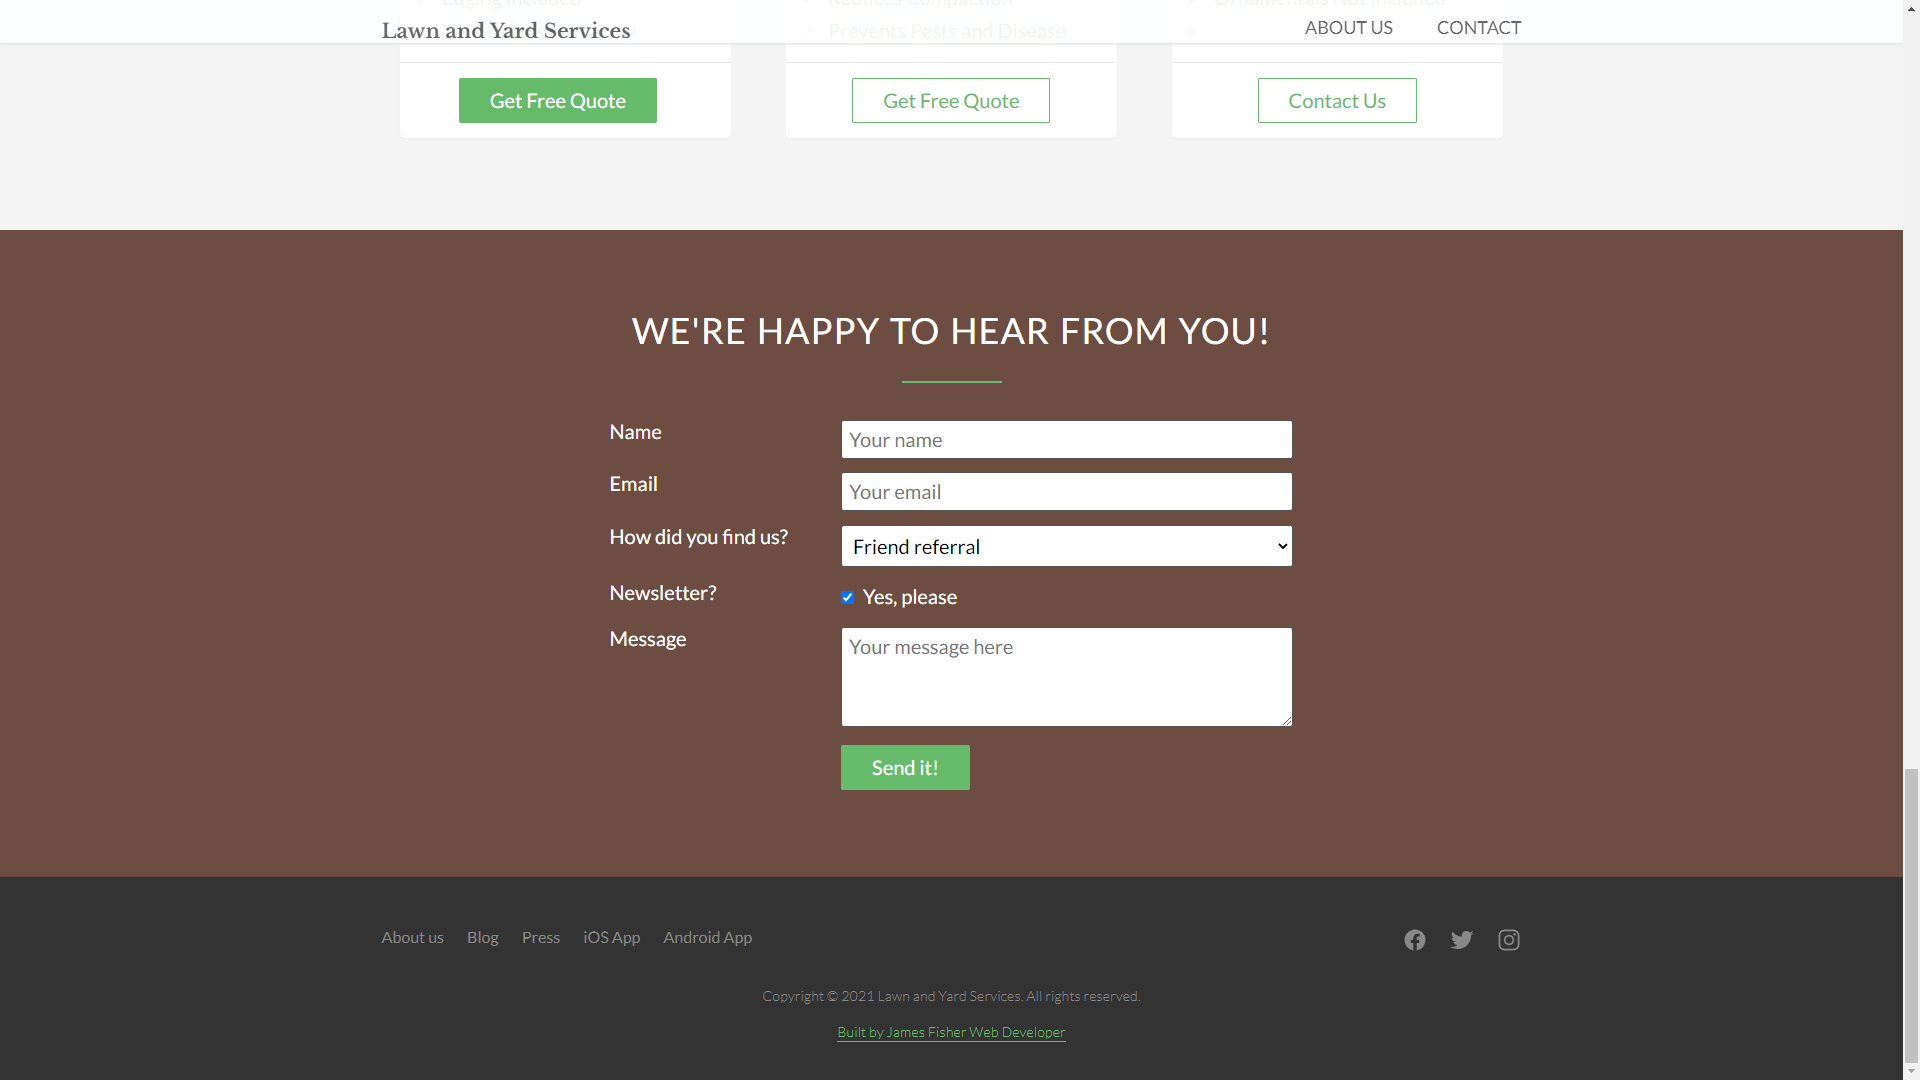 Edging Included
Reduces Compaction
Ornamentals Not Included
Lawn and Yard Services
Prevents Pests and Disease
ABOUT US
CONTACT
Get Free Quote
Get Free Quote
Contact Us
WE'RE HAPPY TO HEAR FROM YOU!
Name
Your name
Email
Your email
How did you find us?
Friend referral
Newsletter?
Yes, please
Message
Your message here
Send it!
About us
Blog
Press
iOS App
Android App
Copyright © 2021 Lawn and Yard Services. All rights reserved.
Built by James Fisher Web Developer